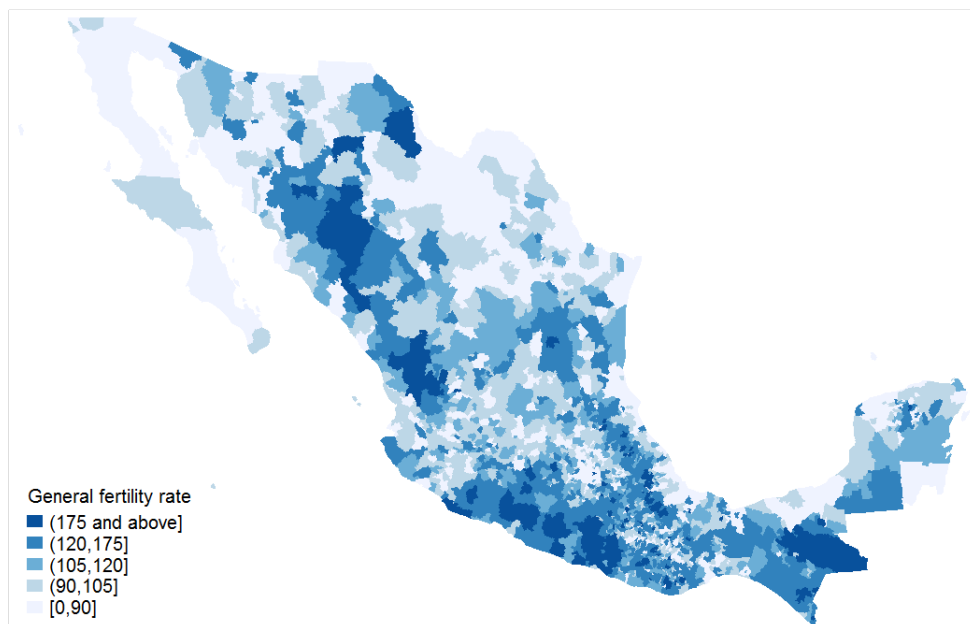 General fertility rate
(175 and above]
(120,175]
(105,120]
(90,105]
[0,90]